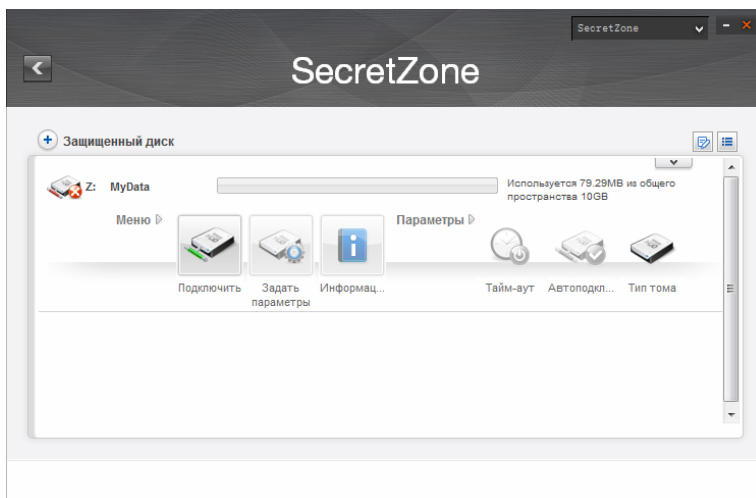 SecretZone
SecretZone
Защищенный диск
Z: MyData
Используется 79.29MB из общего
пространства 10GB
Меню
Параметры
Подключить
Задать
параметры
Информац...
Тайм-аут
Автоподкл...
Тип тома